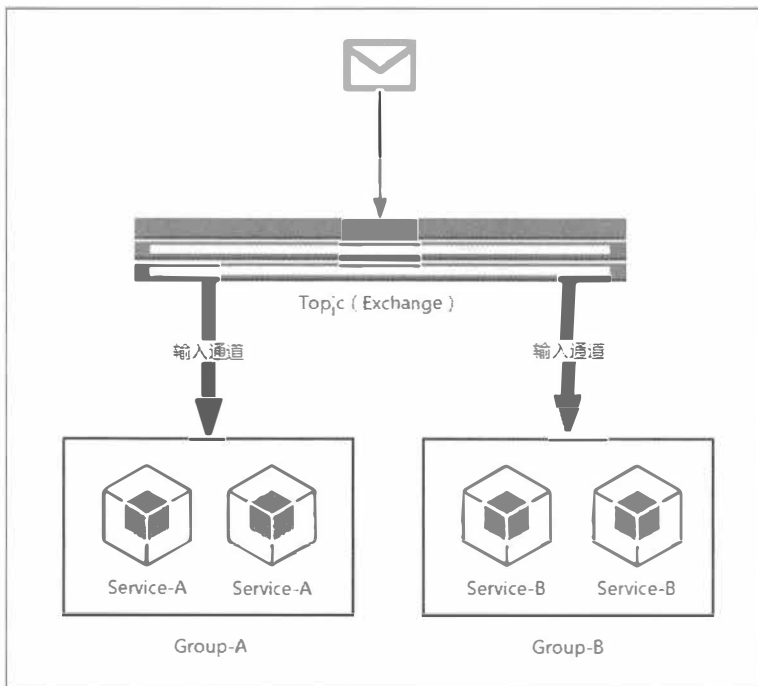 Topic ( Exchange )
输入通道
输入通道
Service-A
Service-A
Service-B
Service-B
Group-A
Group-B